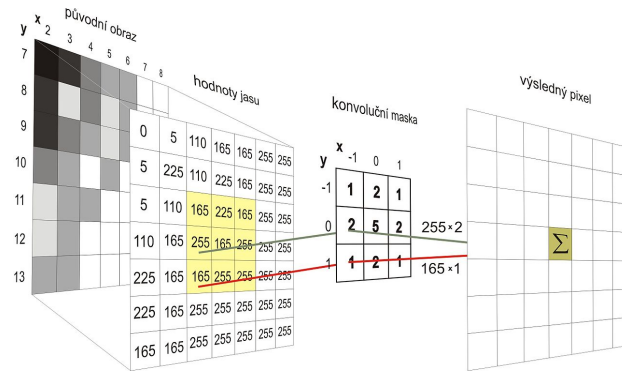 původní obraz
x
y 2 3 4 5 6 7 8
7
8
9
10
11
12
13
hodnoty jasu
0 5 110 165 165 255 255
5 225 110 225 165 255 255
5 110 165 225 165 255 255
110 165 255 165 255 255 255
225 165 165 255 255 255 255
225 165 255 255 255 255 255
165 165 255 255 255 255 255
konvoluční maska
x
y -1 0 1
-1 1 2 1
0 2 5 2 255×2
1 1 2 1 165×1
výsledný pixel
Σ